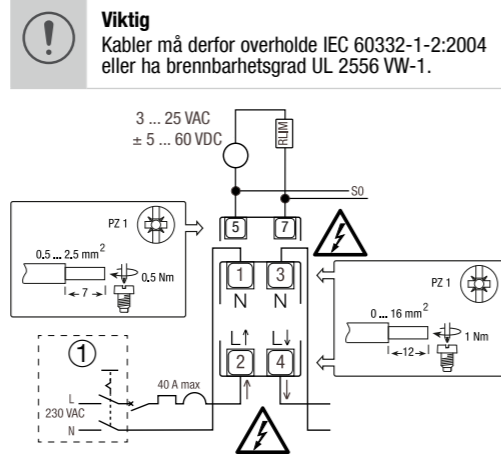 Viktig
Kabler må derfor overholde IEC 60332-1-2:2004
eller ha brennbarhetsgrad UL 2556 VW-1.
3 ... 25 VAC
± 5 ... 60 VDC
RLIM
S0
5 7
PZ 1
0.5 ... 2.5 mm²
7
0.5 Nm
1 3
N N
PZ 1
0 ... 16 mm²
12
1 Nm
L↑ L↓
2 4
①
40 A max
L
230 VAC
N